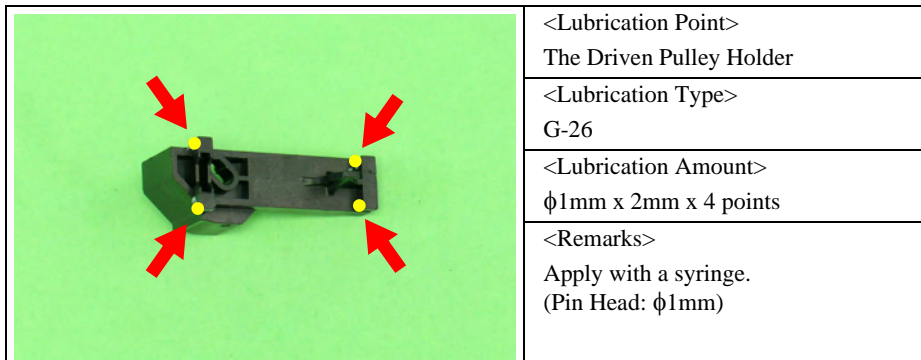 <Lubrication Point>
The Driven Pulley Holder
<Lubrication Type>
G-26
<Lubrication Amount>
ϕ1mm x 2mm x 4 points
<Remarks>
Apply with a syringe.
(Pin Head: ϕ1mm)